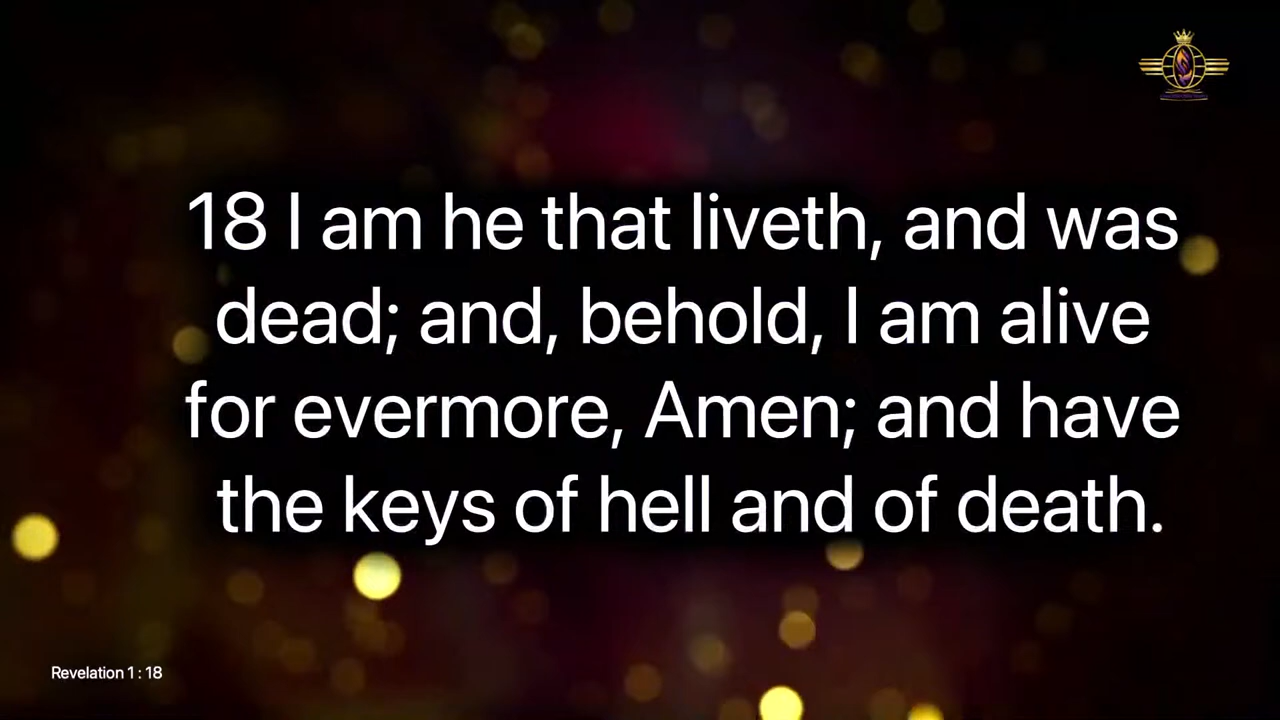 18 I am he that liveth, and was
dead; and, behold, I am alive
for evermore, Amen; and have
the keys of hell and of death.
Revelation 1 : 18